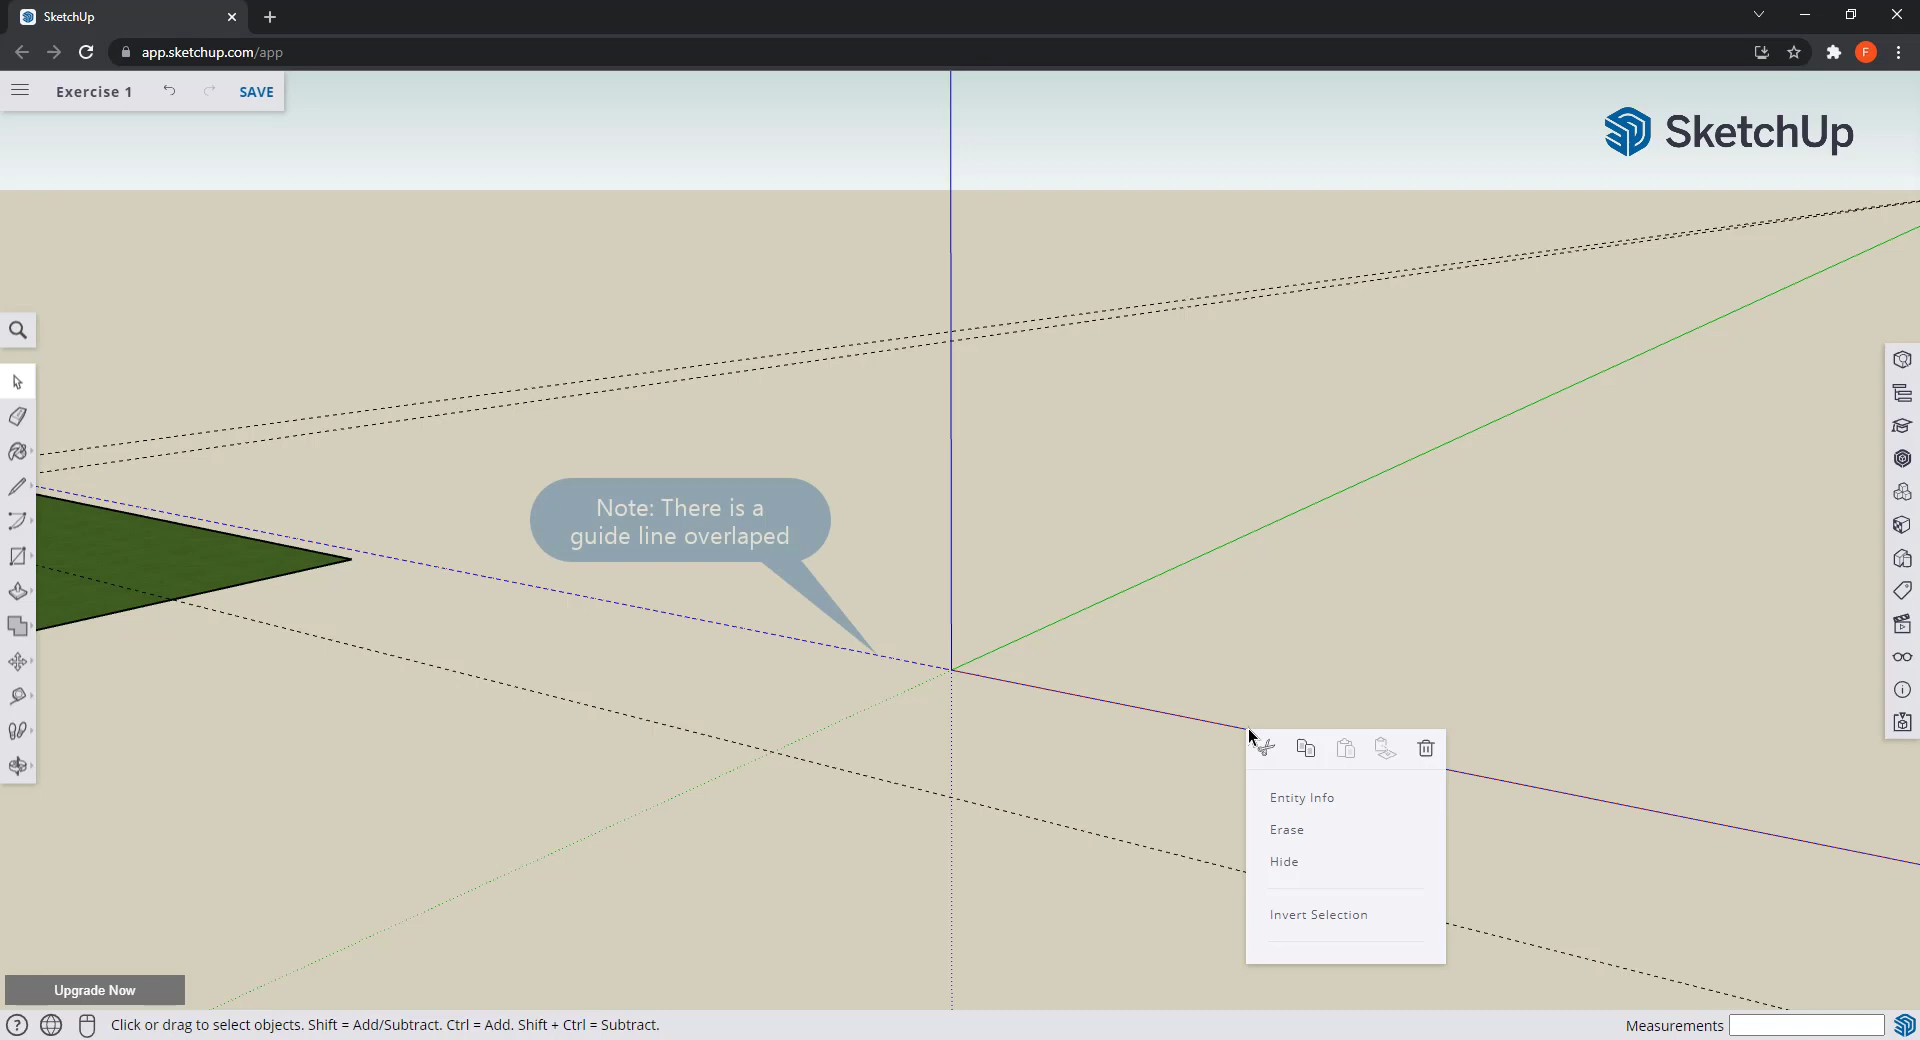 SketchUp
app.sketchup.com/app
F
Exercise 1
SAVE
SketchUp
Note: There is a
guide line overlaped
Entity Info
Erase
Hide
Invert Selection
Upgrade Now
Click or drag to select objects. Shift = Add/Subtract. Ctrl = Add. Shift + Ctrl = Subtract.
Measurements